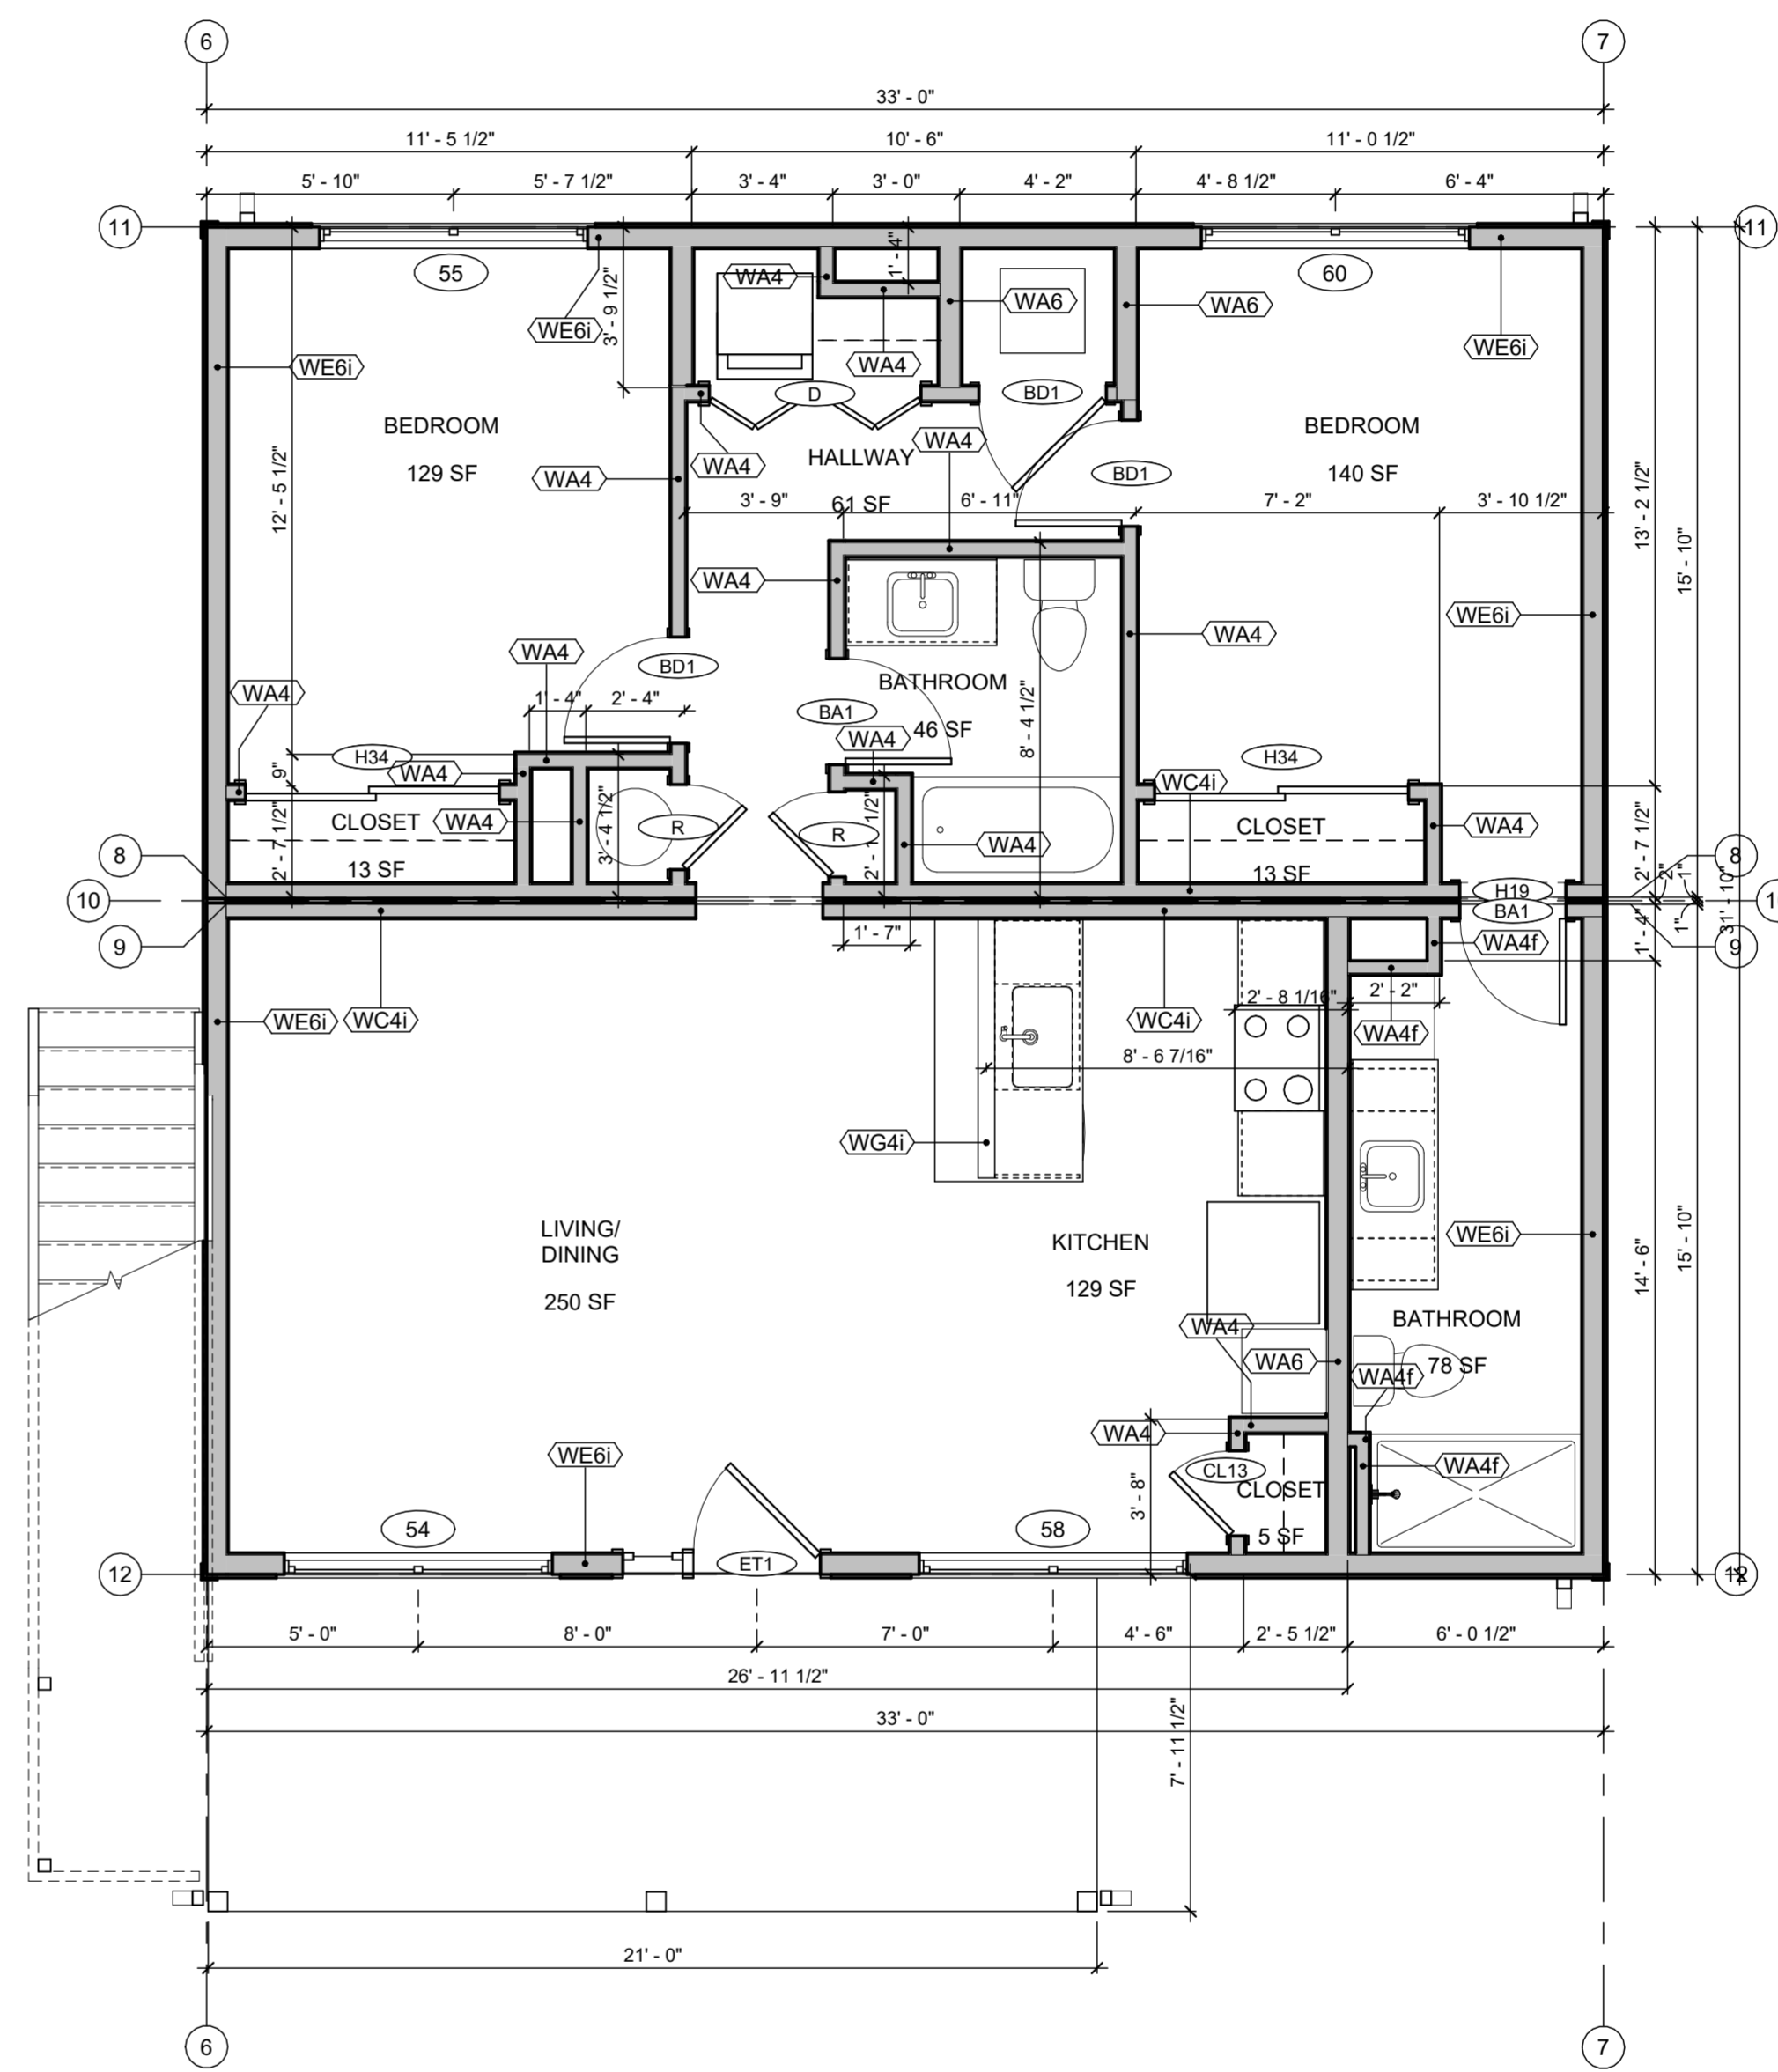 6
7
33' - 0"
11' - 5 1/2"
10' - 6"
11' - 0 1/2"
5' - 10"
5' - 7 1/2"
3' - 4"
3' - 0"
4' - 2"
4' - 8 1/2"
6' - 4"
11
11
55
WE6i
3' - 9 1/2"
WA4
1' - 4"
WA6
WA6
60
WE6i
WE6i
WA4
D
BD1
BEDROOM
129 SF
12' - 5 1/2"
WA4
WA4
HALLWAY
61 SF
WA4
BD1
BEDROOM
140 SF
3' - 9"
6' - 11"
7' - 2"
3' - 10 1/2"
13' - 2 1/2"
15' - 10"
WA4
WA4
WE6i
WA4
BD1
WA4
1' - 4"
2' - 4"
BA1
BATHROOM
46 SF
8' - 4 1/2"
WA4
H34
WA4
9"
H34
WC4i
CLOSET
13 SF
2' - 7 1/2"
WA4
3' - 4 1/2"
R
R
WA4
CLOSET
13 SF
WA4
2' - 7 1/2"
8
8
2"
1"
31' - 10"
10
H19
BA1
9
9
1' - 4"
1"
1' - 7"
WA4f
WE6i
WC4i
WC4i
2' - 8 1/16"
2' - 2"
WA4f
8' - 6 7/16"
WG4i
LIVING/
DINING
250 SF
KITCHEN
129 SF
WE6i
14' - 6"
15' - 10"
BATHROOM
78 SF
WA4
WA6
WA4f
WA4
WE6i
CL13
CLOSET
5 SF
WA4f
3' - 8"
54
58
ET1
12
12
5' - 0"
8' - 0"
7' - 0"
4' - 6"
2' - 5 1/2"
6' - 0 1/2"
26' - 11 1/2"
33' - 0"
7' - 11 1/2"
21' - 0"
6
7